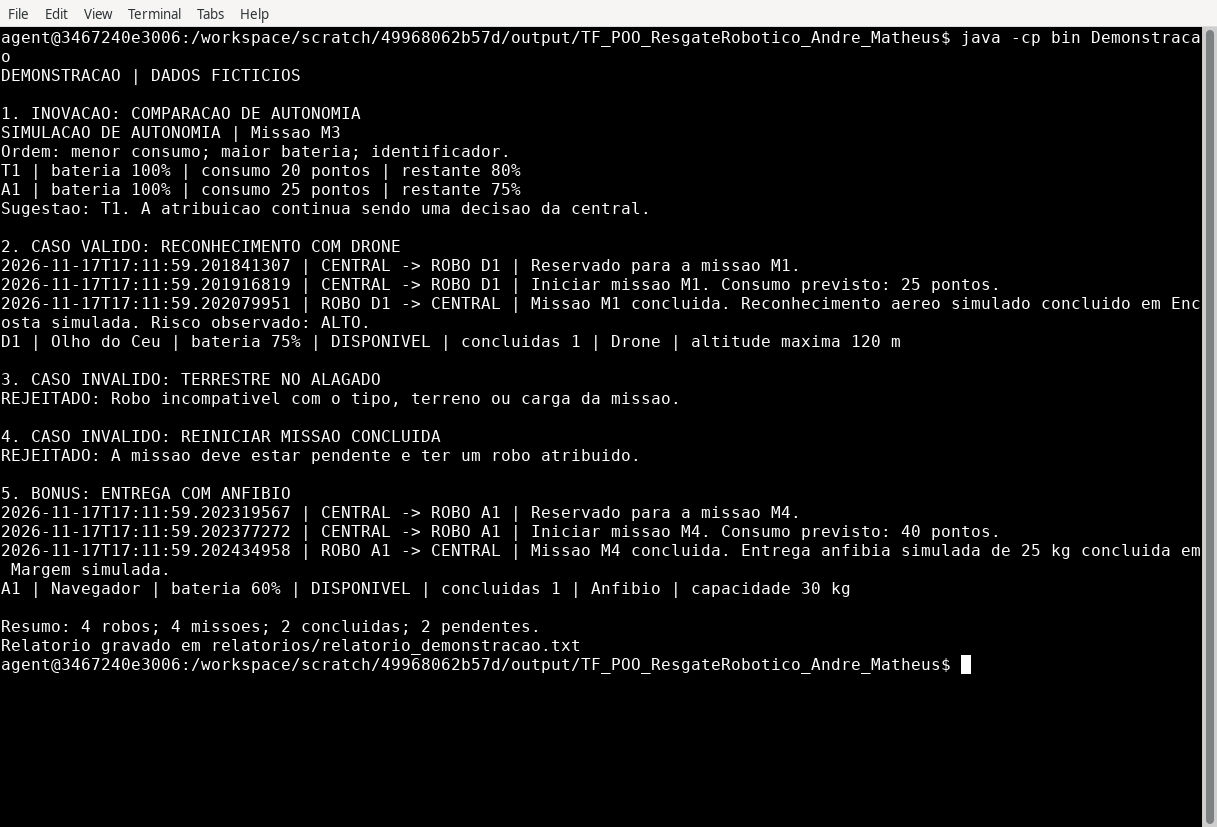 File Edit View Terminal Tabs Help
agent@3467240e3006:/workspace/scratch/49968062b57d/output/TF_POO_ResgateRobotico_Andre_Matheus$ java -cp bin Demonstraca
o
DEMONSTRACAO | DADOS FICTICIOS
1. INOVACAO: COMPARACAO DE AUTONOMIA
SIMULACAO DE AUTONOMIA | Missao M3
Ordem: menor consumo; maior bateria; identificador.
T1 | bateria 100% | consumo 20 pontos | restante 80%
A1 | bateria 100% | consumo 25 pontos | restante 75%
Sugestao: T1. A atribuicao continua sendo uma decisao da central.
2. CASO VALIDO: RECONHECIMENTO COM DRONE
2026-11-17T17:11:59.201841307 | CENTRAL -> ROBO D1 | Reservado para a missao M1.
2026-11-17T17:11:59.201916819 | CENTRAL -> ROBO D1 | Iniciar missao M1. Consumo previsto: 25 pontos.
2026-11-17T17:11:59.202079951 | ROBO D1 -> CENTRAL | Missao M1 concluida. Reconhecimento aereo simulado concluido em Enc
osta simulada. Risco observado: ALTO.
D1 | Olho do Ceu | bateria 75% | DISPONIVEL | concluidas 1 | Drone | altitude maxima 120 m
3. CASO INVALIDO: TERRESTRE NO ALAGADO
REJEITADO: Robo incompativel com o tipo, terreno ou carga da missao.
4. CASO INVALIDO: REINICIAR MISSAO CONCLUIDA
REJEITADO: A missao deve estar pendente e ter um robo atribuido.
5. BONUS: ENTREGA COM ANFIBIO
2026-11-17T17:11:59.202319567 | CENTRAL -> ROBO A1 | Reservado para a missao M4.
2026-11-17T17:11:59.202377272 | CENTRAL -> ROBO A1 | Iniciar missao M4. Consumo previsto: 40 pontos.
2026-11-17T17:11:59.202434958 | ROBO A1 -> CENTRAL | Missao M4 concluida. Entrega anfibia simulada de 25 kg concluida em
 Margem simulada.
A1 | Navegador | bateria 60% | DISPONIVEL | concluidas 1 | Anfibio | capacidade 30 kg
Resumo: 4 robos; 4 missoes; 2 concluidas; 2 pendentes.
Relatorio gravado em relatorios/relatorio_demonstracao.txt
agent@3467240e3006:/workspace/scratch/49968062b57d/output/TF_POO_ResgateRobotico_Andre_Matheus$